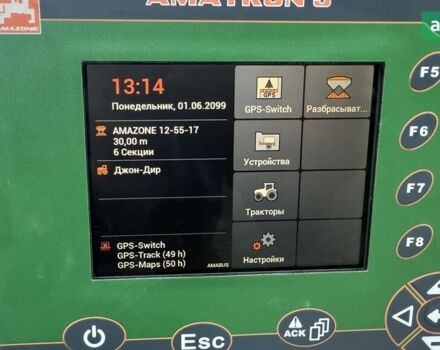 AMAZONE
AMATRON 3
13:14
Понедельник, 01.06.2099
AMAZONE 12-55-17
30,00 m
6 Секции
Джон-Дир
GPS-Switch
GPS-Track (49 h)
GPS-Maps (50 h)
AMABUS
GPS
GPS-Switch
Разбрасыват...
Устройства
Тракторы
Настройки
F5
F6
F7
F8
Esc
ACK